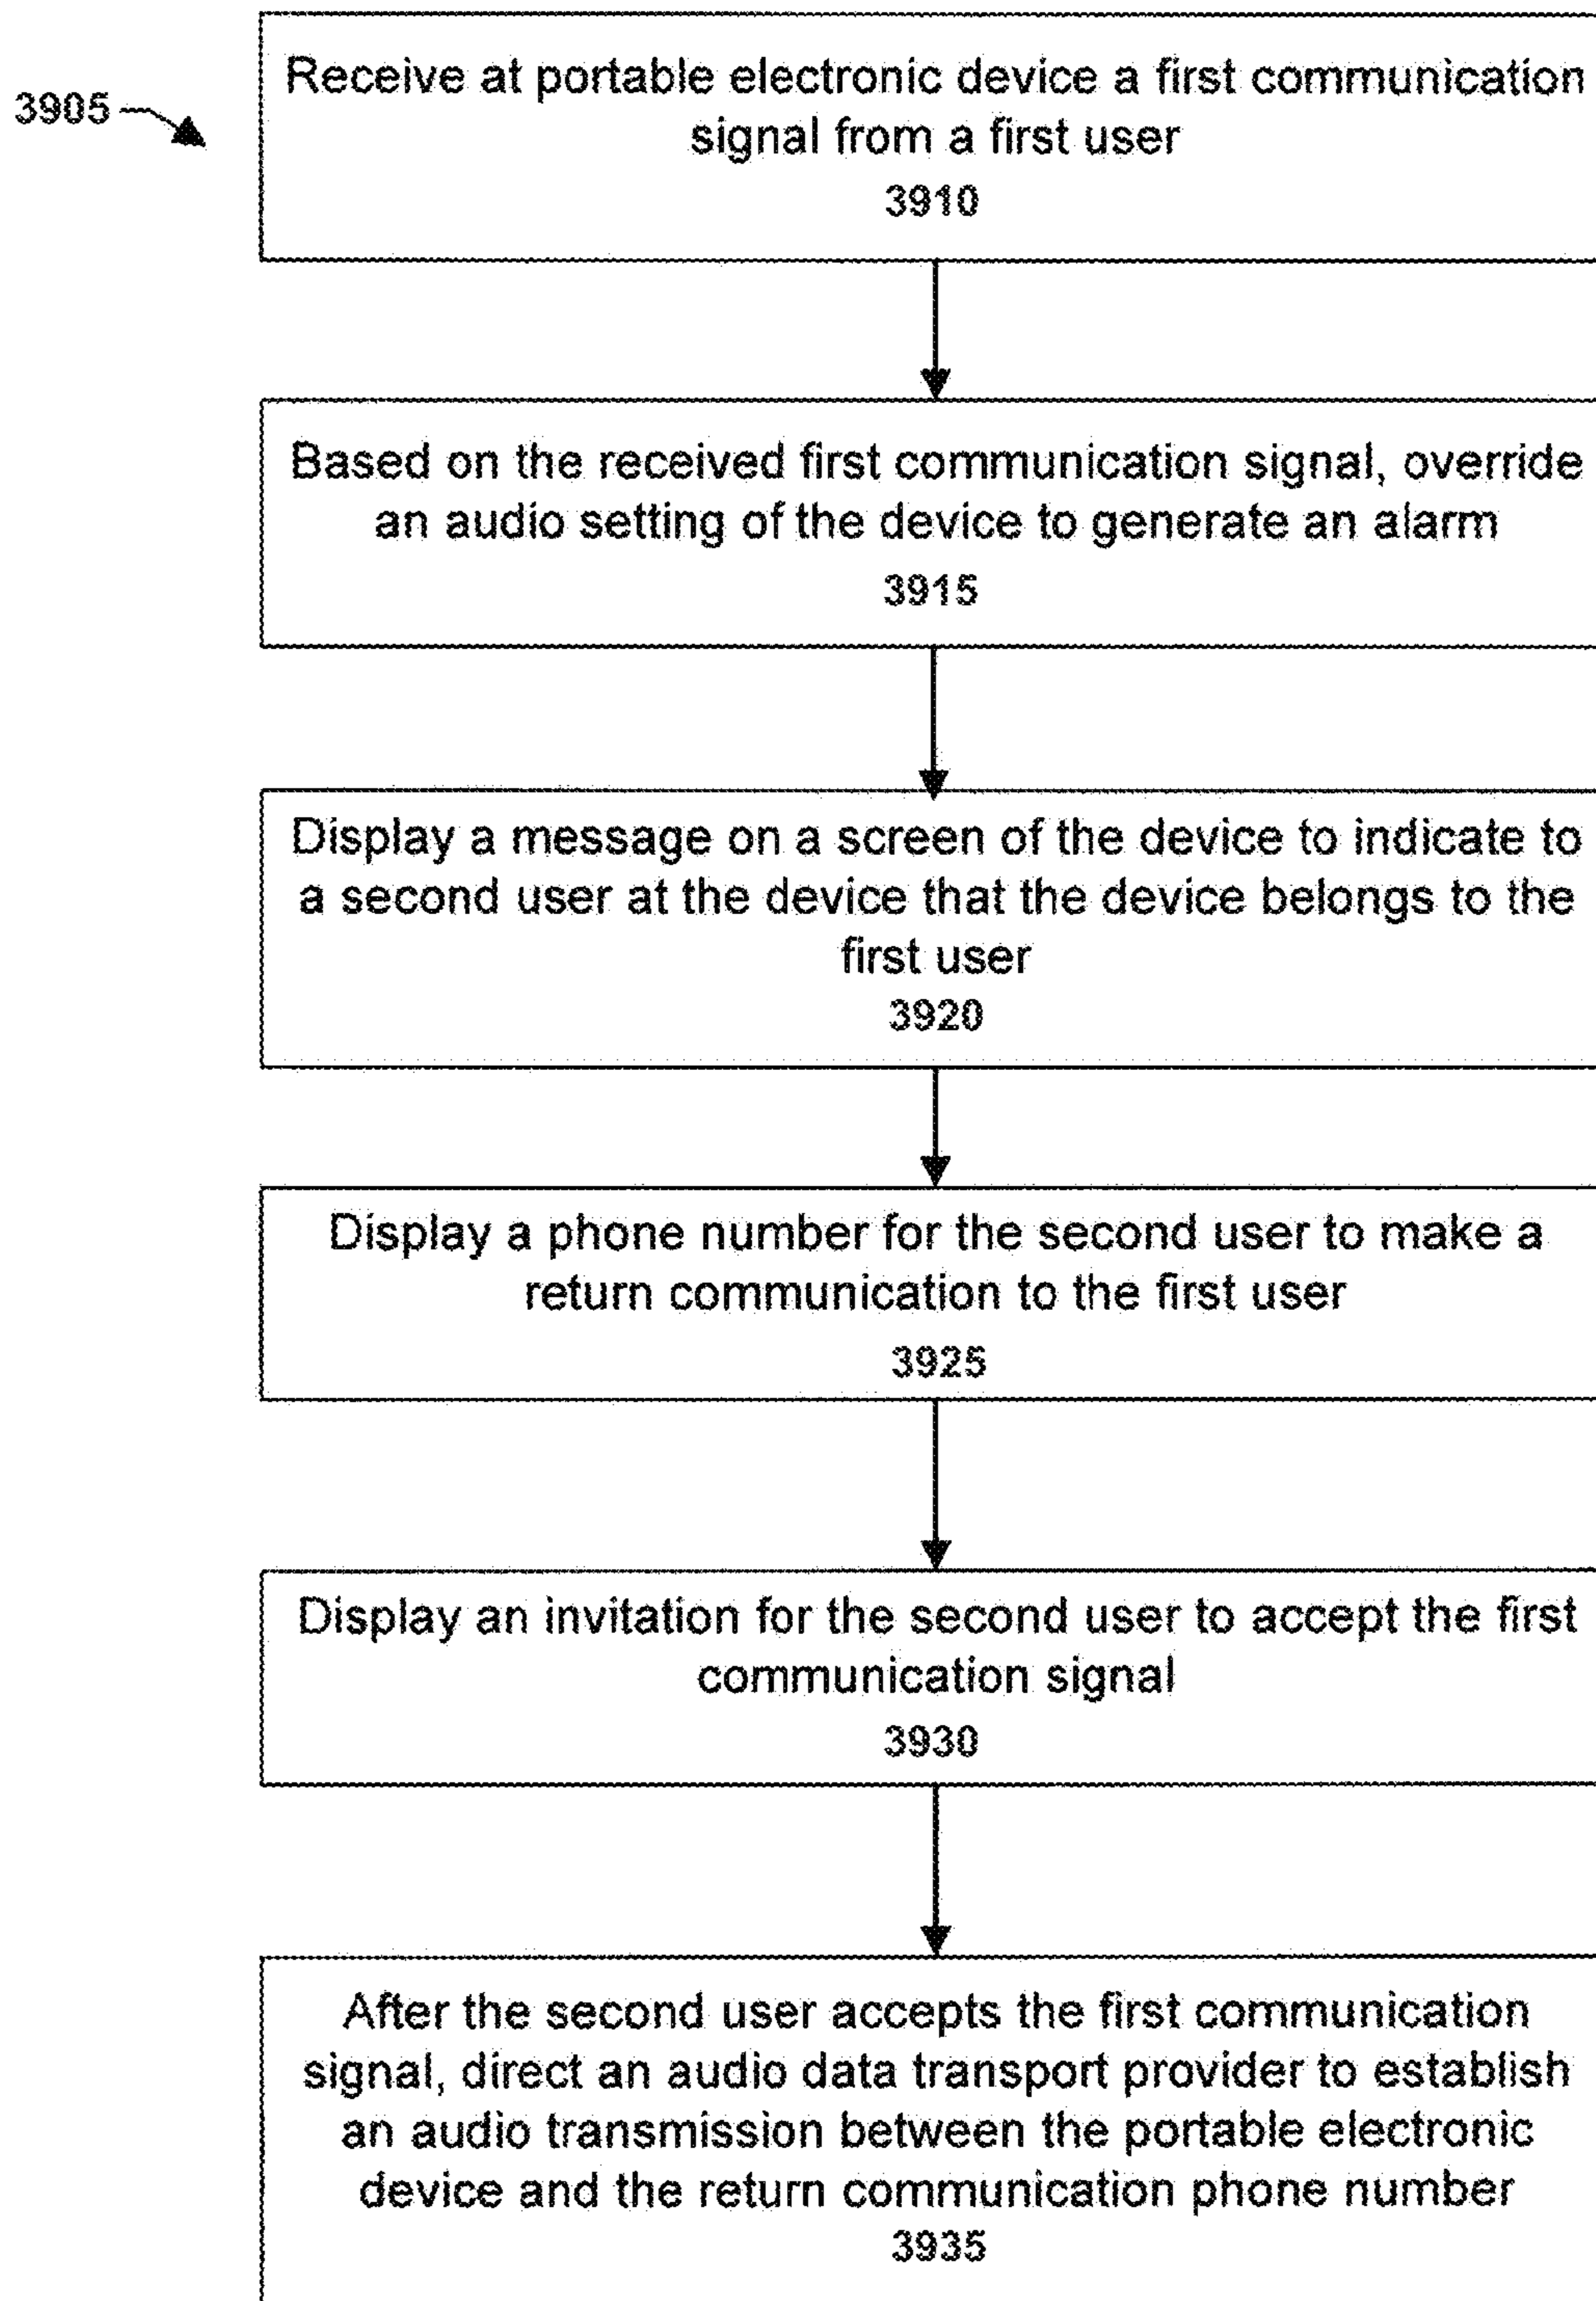 3905
Receive at portable electronic device a first communication
signal from a first user
3910
Based on the received first communication signal, override
an audio setting of the device to generate an alarm
3915
Display a message on a screen of the device to indicate to
a second user at the device that the device belongs to the
first user
3920
Display a phone number for the second user to make a
return communication to the first user
3925
Display an invitation for the second user to accept the first
communication signal
3930
After the second user accepts the first communication
signal, direct an audio data transport provider to establish
an audio transmission between the portable electronic
device and the return communication phone number
3935